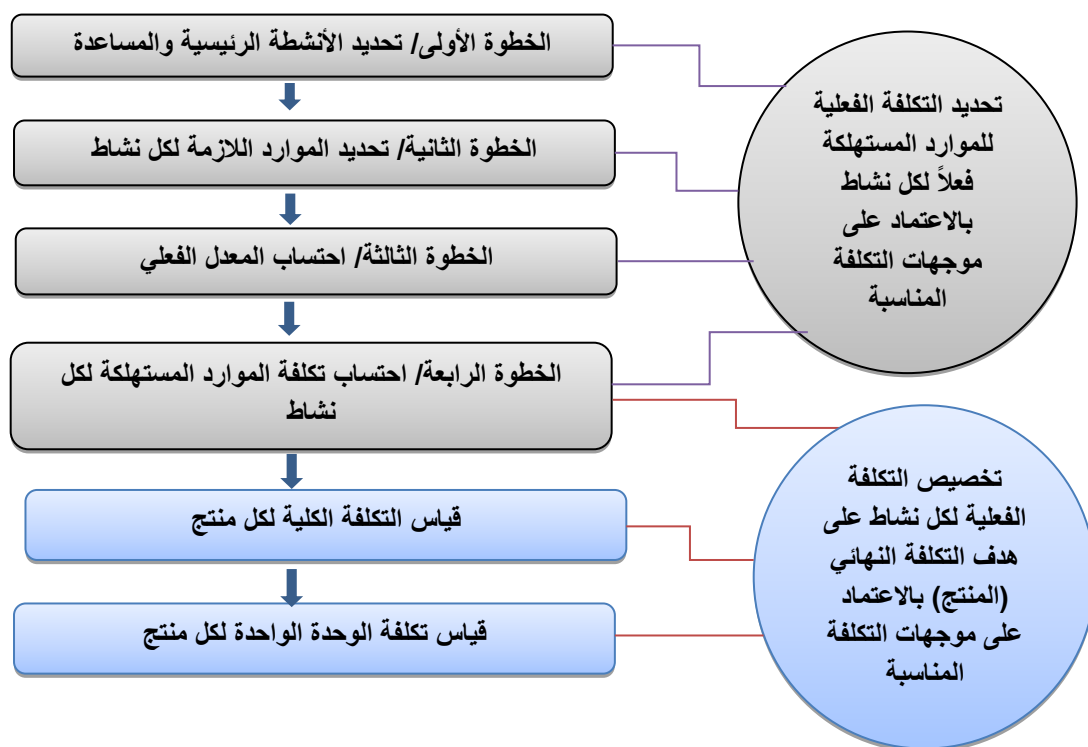 الخطوة الأولى/ تحديد الأنشطة الرئيسية والمساعدة
الخطوة الثانية/ تحديد الموارد اللازمة لكل نشاط
الخطوة الثالثة/ احتساب المعدل الفعلي
الخطوة الرابعة/ احتساب تكلفة الموارد المستهلكة لكل
نشاط
قياس التكلفة الكلية لكل منتج
قياس تكلفة الوحدة الواحدة لكل منتج
تحديد التكلفة الفعلية
للموارد المستهلكة
فعلاً لكل نشاط
بالاعتماد على
موجهات التكلفة
المناسبة
تخصيص التكلفة
الفعلية لكل نشاط على
هدف التكلفة النهائي
(المنتج) بالاعتماد
على موجهات التكلفة
المناسبة